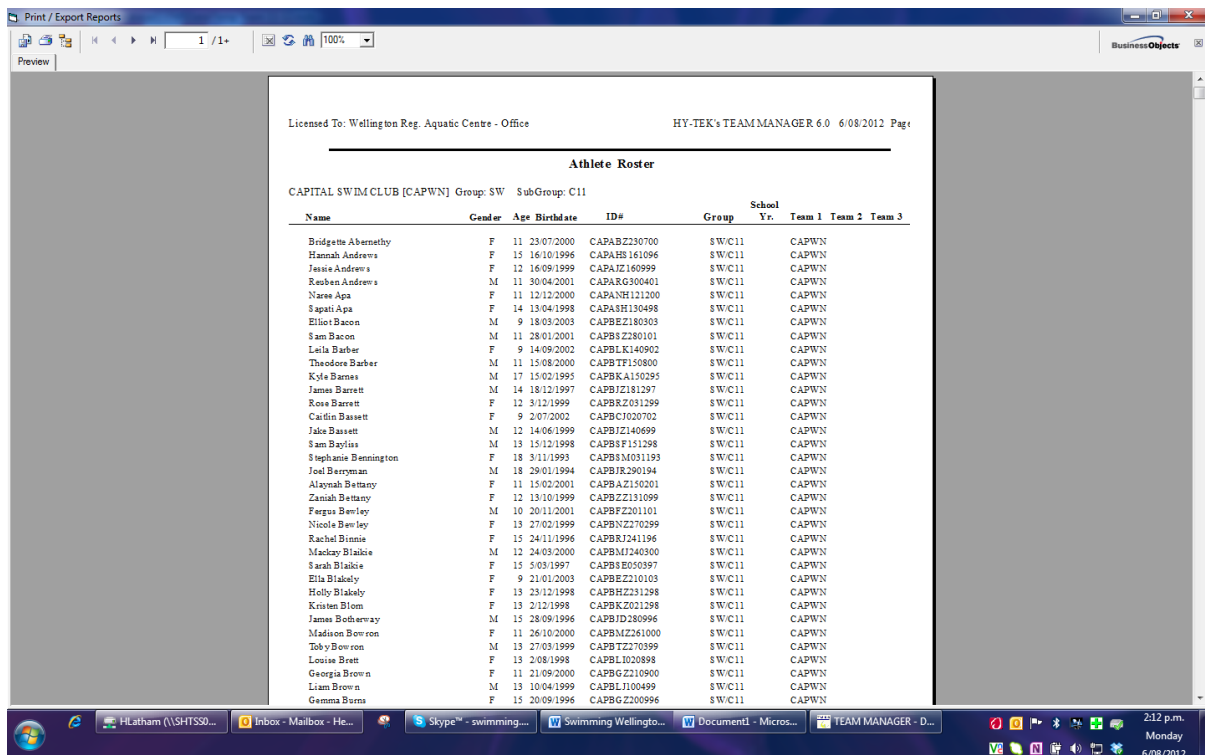 Print / Export Reports
1 /1+ 100% BusinessObjects
Preview
Licensed To: Wellington Reg. Aquatic Centre - Office HY-TEK's TEAM MANAGER 6.0 6/08/2012 Page
Athlete Roster
CAPITAL SWIM CLUB [CAPWN] Group: SW SubGroup: C11
School
Name Gender Age Birthdate ID# Group Yr. Team 1 Team 2 Team 3
Bridgette Abernethy F 11 23/07/2000 CAPABZ230700 SW/C11 CAPWN
Hannah Andrews F 15 16/10/1996 CAPAHS161096 SW/C11 CAPWN
Jessie Andrews F 12 16/09/1999 CAPAJZ160999 SW/C11 CAPWN
Reuben Andrews M 11 30/04/2001 CAPARG300401 SW/C11 CAPWN
Naree Apa F 11 12/12/2000 CAPANH121200 SW/C11 CAPWN
Sapati Apa F 14 13/04/1998 CAPASH130498 SW/C11 CAPWN
Elliot Bacon M 9 18/03/2003 CAPBEZ180303 SW/C11 CAPWN
Sam Bacon M 11 28/01/2001 CAPBSZ280101 SW/C11 CAPWN
Leila Barber F 9 14/09/2002 CAPBLK140902 SW/C11 CAPWN
Theodore Barber M 11 15/08/2000 CAPBTF150800 SW/C11 CAPWN
Kyle Barnes M 17 15/02/1995 CAPBKA150295 SW/C11 CAPWN
James Barrett M 14 18/12/1997 CAPBJZ181297 SW/C11 CAPWN
Rose Barrett F 12 3/12/1999 CAPBRZ031299 SW/C11 CAPWN
Caitlin Bassett F 9 2/07/2002 CAPBCJ020702 SW/C11 CAPWN
Jake Bassett M 12 14/06/1999 CAPBJZ140699 SW/C11 CAPWN
Sam Bayliss M 13 15/12/1998 CAPBSF151298 SW/C11 CAPWN
Stephanie Bennington F 18 3/11/1993 CAPBSM031193 SW/C11 CAPWN
Joel Berryman M 18 29/01/1994 CAPBJR290194 SW/C11 CAPWN
Alaynah Bettany F 11 15/02/2001 CAPBAZ150201 SW/C11 CAPWN
Zaniah Bettany F 12 13/10/1999 CAPBZZ131099 SW/C11 CAPWN
Fergus Bewley M 10 20/11/2001 CAPBFZ201101 SW/C11 CAPWN
Nicole Bewley F 13 27/02/1999 CAPBNZ270299 SW/C11 CAPWN
Rachel Binnie F 15 24/11/1996 CAPBRJ241196 SW/C11 CAPWN
Mackay Blaikie M 12 24/03/2000 CAPBMJ240300 SW/C11 CAPWN
Sarah Blaikie F 15 5/03/1997 CAPBSE050397 SW/C11 CAPWN
Ella Blakely F 9 21/01/2003 CAPBEZ210103 SW/C11 CAPWN
Holly Blakely F 13 23/12/1998 CAPBHZ231298 SW/C11 CAPWN
Kristen Blom F 13 2/12/1998 CAPBKZ021298 SW/C11 CAPWN
James Botherway M 15 28/09/1996 CAPBJD280996 SW/C11 CAPWN
Madison Bowron F 11 26/10/2000 CAPBMZ261000 SW/C11 CAPWN
Toby Bowron M 13 27/03/1999 CAPBTZ270399 SW/C11 CAPWN
Louise Brett F 13 2/08/1998 CAPBLI020898 SW/C11 CAPWN
Georgia Brown F 11 21/09/2000 CAPBGZ210900 SW/C11 CAPWN
Liam Brown M 13 10/04/1999 CAPBLJ100499 SW/C11 CAPWN
Gemma Burns F 15 20/09/1996 CAPBGZ200996 SW/C11 CAPWN
HLatham (\\SHTSS0... Inbox - Mailbox - He... Skype™ - swimming.... Swimming Wellingto... Document1 - Micros... TEAM MANAGER - D... 2:12 p.m.
Monday
6/08/2012